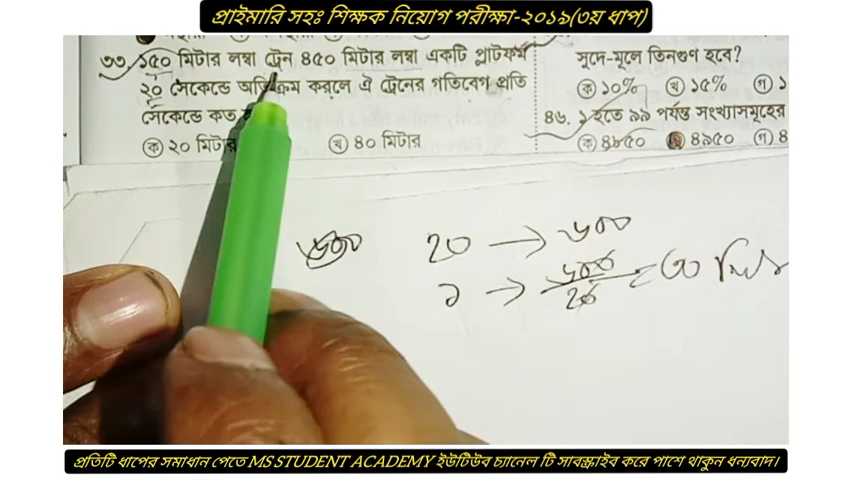 প্রাইমারি সহঃ শিক্ষক নিয়োগ পরীক্ষা-২০১৯(৩য় ধাপ)
৩৩. ১৫০ মিটার লম্বা ট্রেন ৪৫০ মিটার লম্বা একটি প্লাটফর্ম
২০ সেকেন্ডে অতিক্রম করলে ঐ ট্রেনের গতিবেগ প্রতি
সেকেন্ডে কত
ক ২০ মিটার খ ৪০ মিটার
সুদে-মূলে তিনগুণ হবে?
ক ১০% খ ১৫% গ ১
৪৬. ১ হতে ৯৯ পর্যন্ত সংখ্যাসমূহের
ক ৪৮৫০ ৪৯৫০ গ ৪
২০ → ৬০০
১ → ৬০০/২০ = ৩০
প্রতিটি ধাপের সমাধান পেতে MS STUDENT ACADEMY ইউটিউব চ্যানেল টি সাবস্ক্রাইব করে পাশে থাকুন ধন্যবাদ।